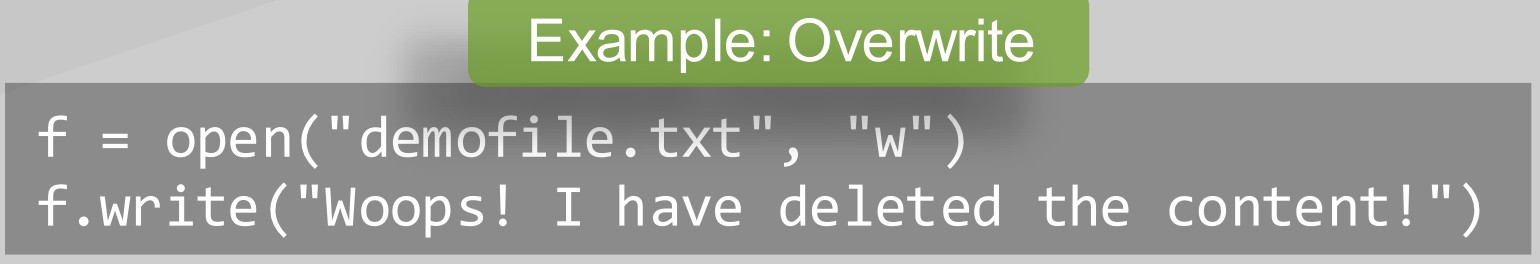 Example: Overwrite
f = open("demofile.txt", "w")
f.write("Woops! I have deleted the content!")